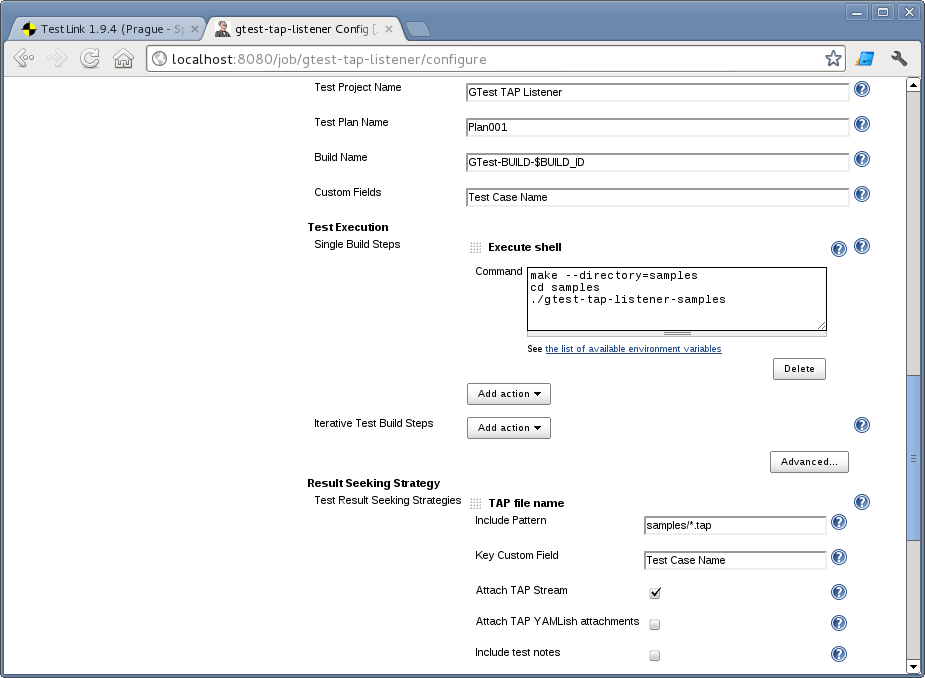 TestLink 1.9.4 (Prague - Sp
gtest-tap-listener Config [
localhost:8080/job/gtest-tap-listener/configure
Test Project Name
GTest TAP Listener
Test Plan Name
Plan001
Build Name
GTest-BUILD-$BUILD_ID
Custom Fields
Test Case Name
Test Execution
Single Build Steps
Execute shell
Command
make --directory=samples
cd samples
./gtest-tap-listener-samples
See the list of available environment variables
Delete
Add action
Iterative Test Build Steps
Add action
Advanced...
Result Seeking Strategy
Test Result Seeking Strategies
TAP file name
Include Pattern
samples/*.tap
Key Custom Field
Test Case Name
Attach TAP Stream
Attach TAP YAMLish attachments
Include test notes